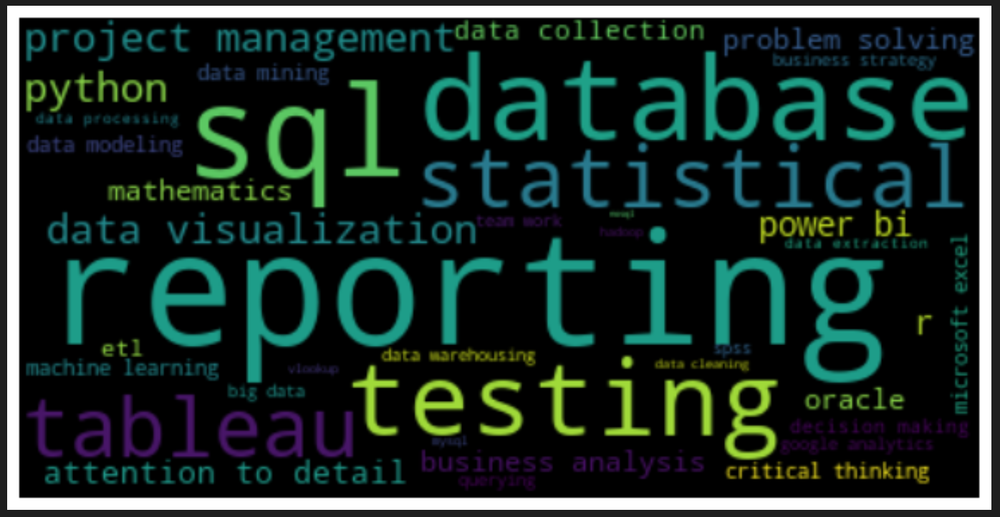 project management
data collection
problem solving
business strategy
data mining
python
sql
database
data processing
data modeling
statistical
mathematics
data visualization
team work
nosql
hadoop
power bi
data extraction
reporting
microsoft excel
r
etl
data warehousing
spss
machine learning
vlookup
data cleaning
big data
testing
oracle
tableau
decision making
mysql
google analytics
attention to detail
business analysis
critical thinking
querying